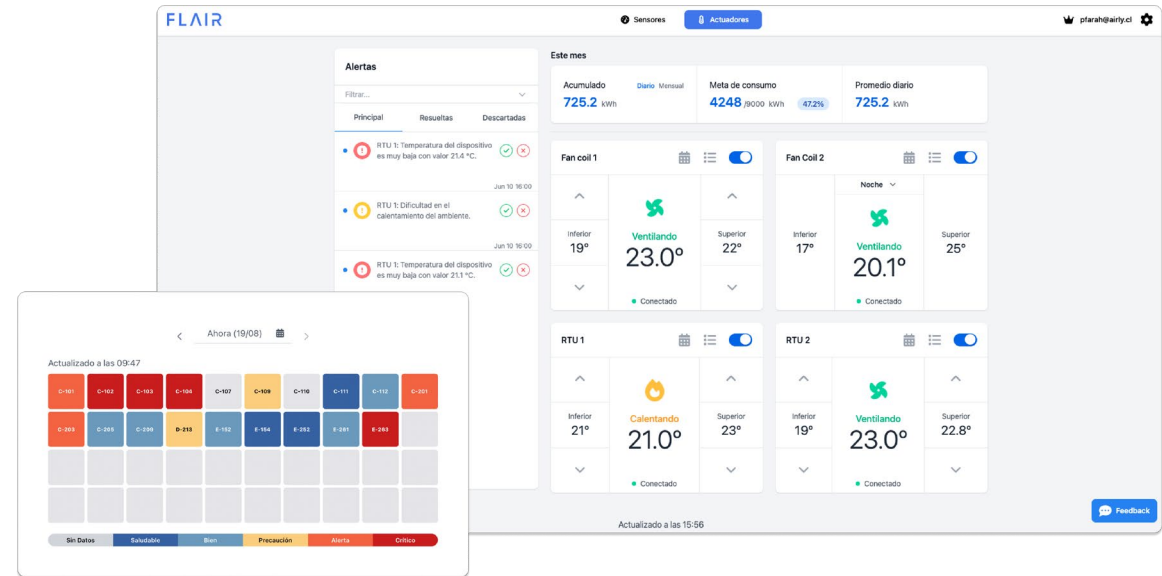 FLAIR
Sensores
Actuadores
pfarah@airly.cl
Alertas
Filtrar...
Principal
Resueltas
Descartadas
RTU 1: Temperatura del dispositivo
es muy baja con valor 21.4 °C.
Jun 10 16:00
RTU 1: Dificultad en el
calentamiento del ambiente.
Jun 10 16:00
RTU 1: Temperatura del dispositivo
es muy baja con valor 21.1 °C.
Este mes
Acumulado
Diario Mensual
725.2 kWh
Meta de consumo
4248 /9000 kWh 47.2%
Promedio diario
725.2 kWh
Fan coil 1
Inferior
19°
Ventilando
23.0°
Conectado
Superior
22°
Fan Coil 2
Noche
Inferior
17°
Ventilando
20.1°
Conectado
Superior
25°
RTU 1
Inferior
21°
Calentando
21.0°
Conectado
Superior
23°
RTU 2
Inferior
19°
Ventilando
23.0°
Conectado
Superior
22.8°
Actualizado a las 15:56
Feedback
Ahora (19/08)
Actualizado a las 09:47
C-101 C-102 C-103 C-104 C-107 C-109 C-110 C-111 C-112 C-201
C-203 C-205 C-209 D-213 E-152 E-154 E-252 E-261 E-263
Sin Datos Saludable Bien Precaución Alerta Crítico